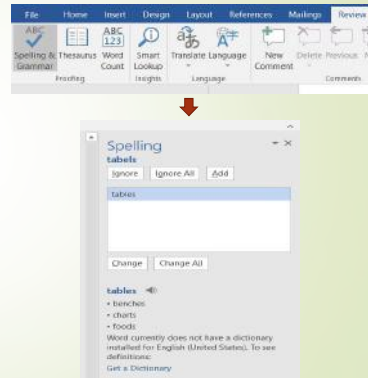 File Home Insert Design Layout References Mailings Review
ABC ABC 123
Spelling & Grammar Thesaurus Word Count Smart Lookup Translate Language New Comment Delete Previous
Proofing Insights Language Comments
Spelling
tabels
Ignore Ignore All Add
tables
Change Change All
tables
• benches
• charts
• foods
Word currently does not have a dictionary
installed for English (United States). To see
definitions:
Get a Dictionary